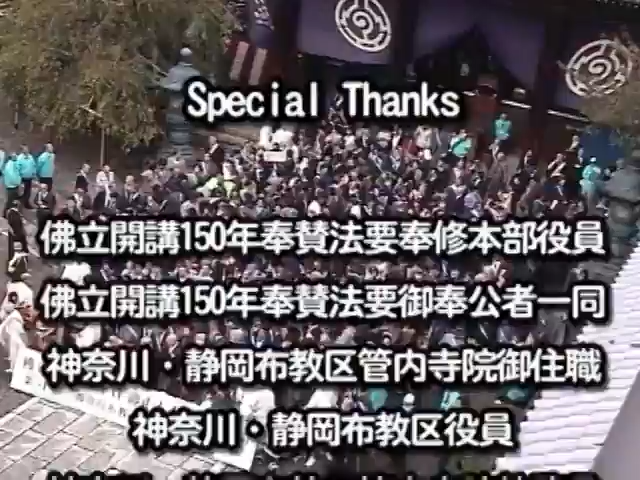 Special Thanks
佛立開講150年奉賛法要奉修本部役員
佛立開講150年奉賛法要御奉公者一同
神奈川・静岡布教区管内寺院御住職
神奈川・静岡布教区役員